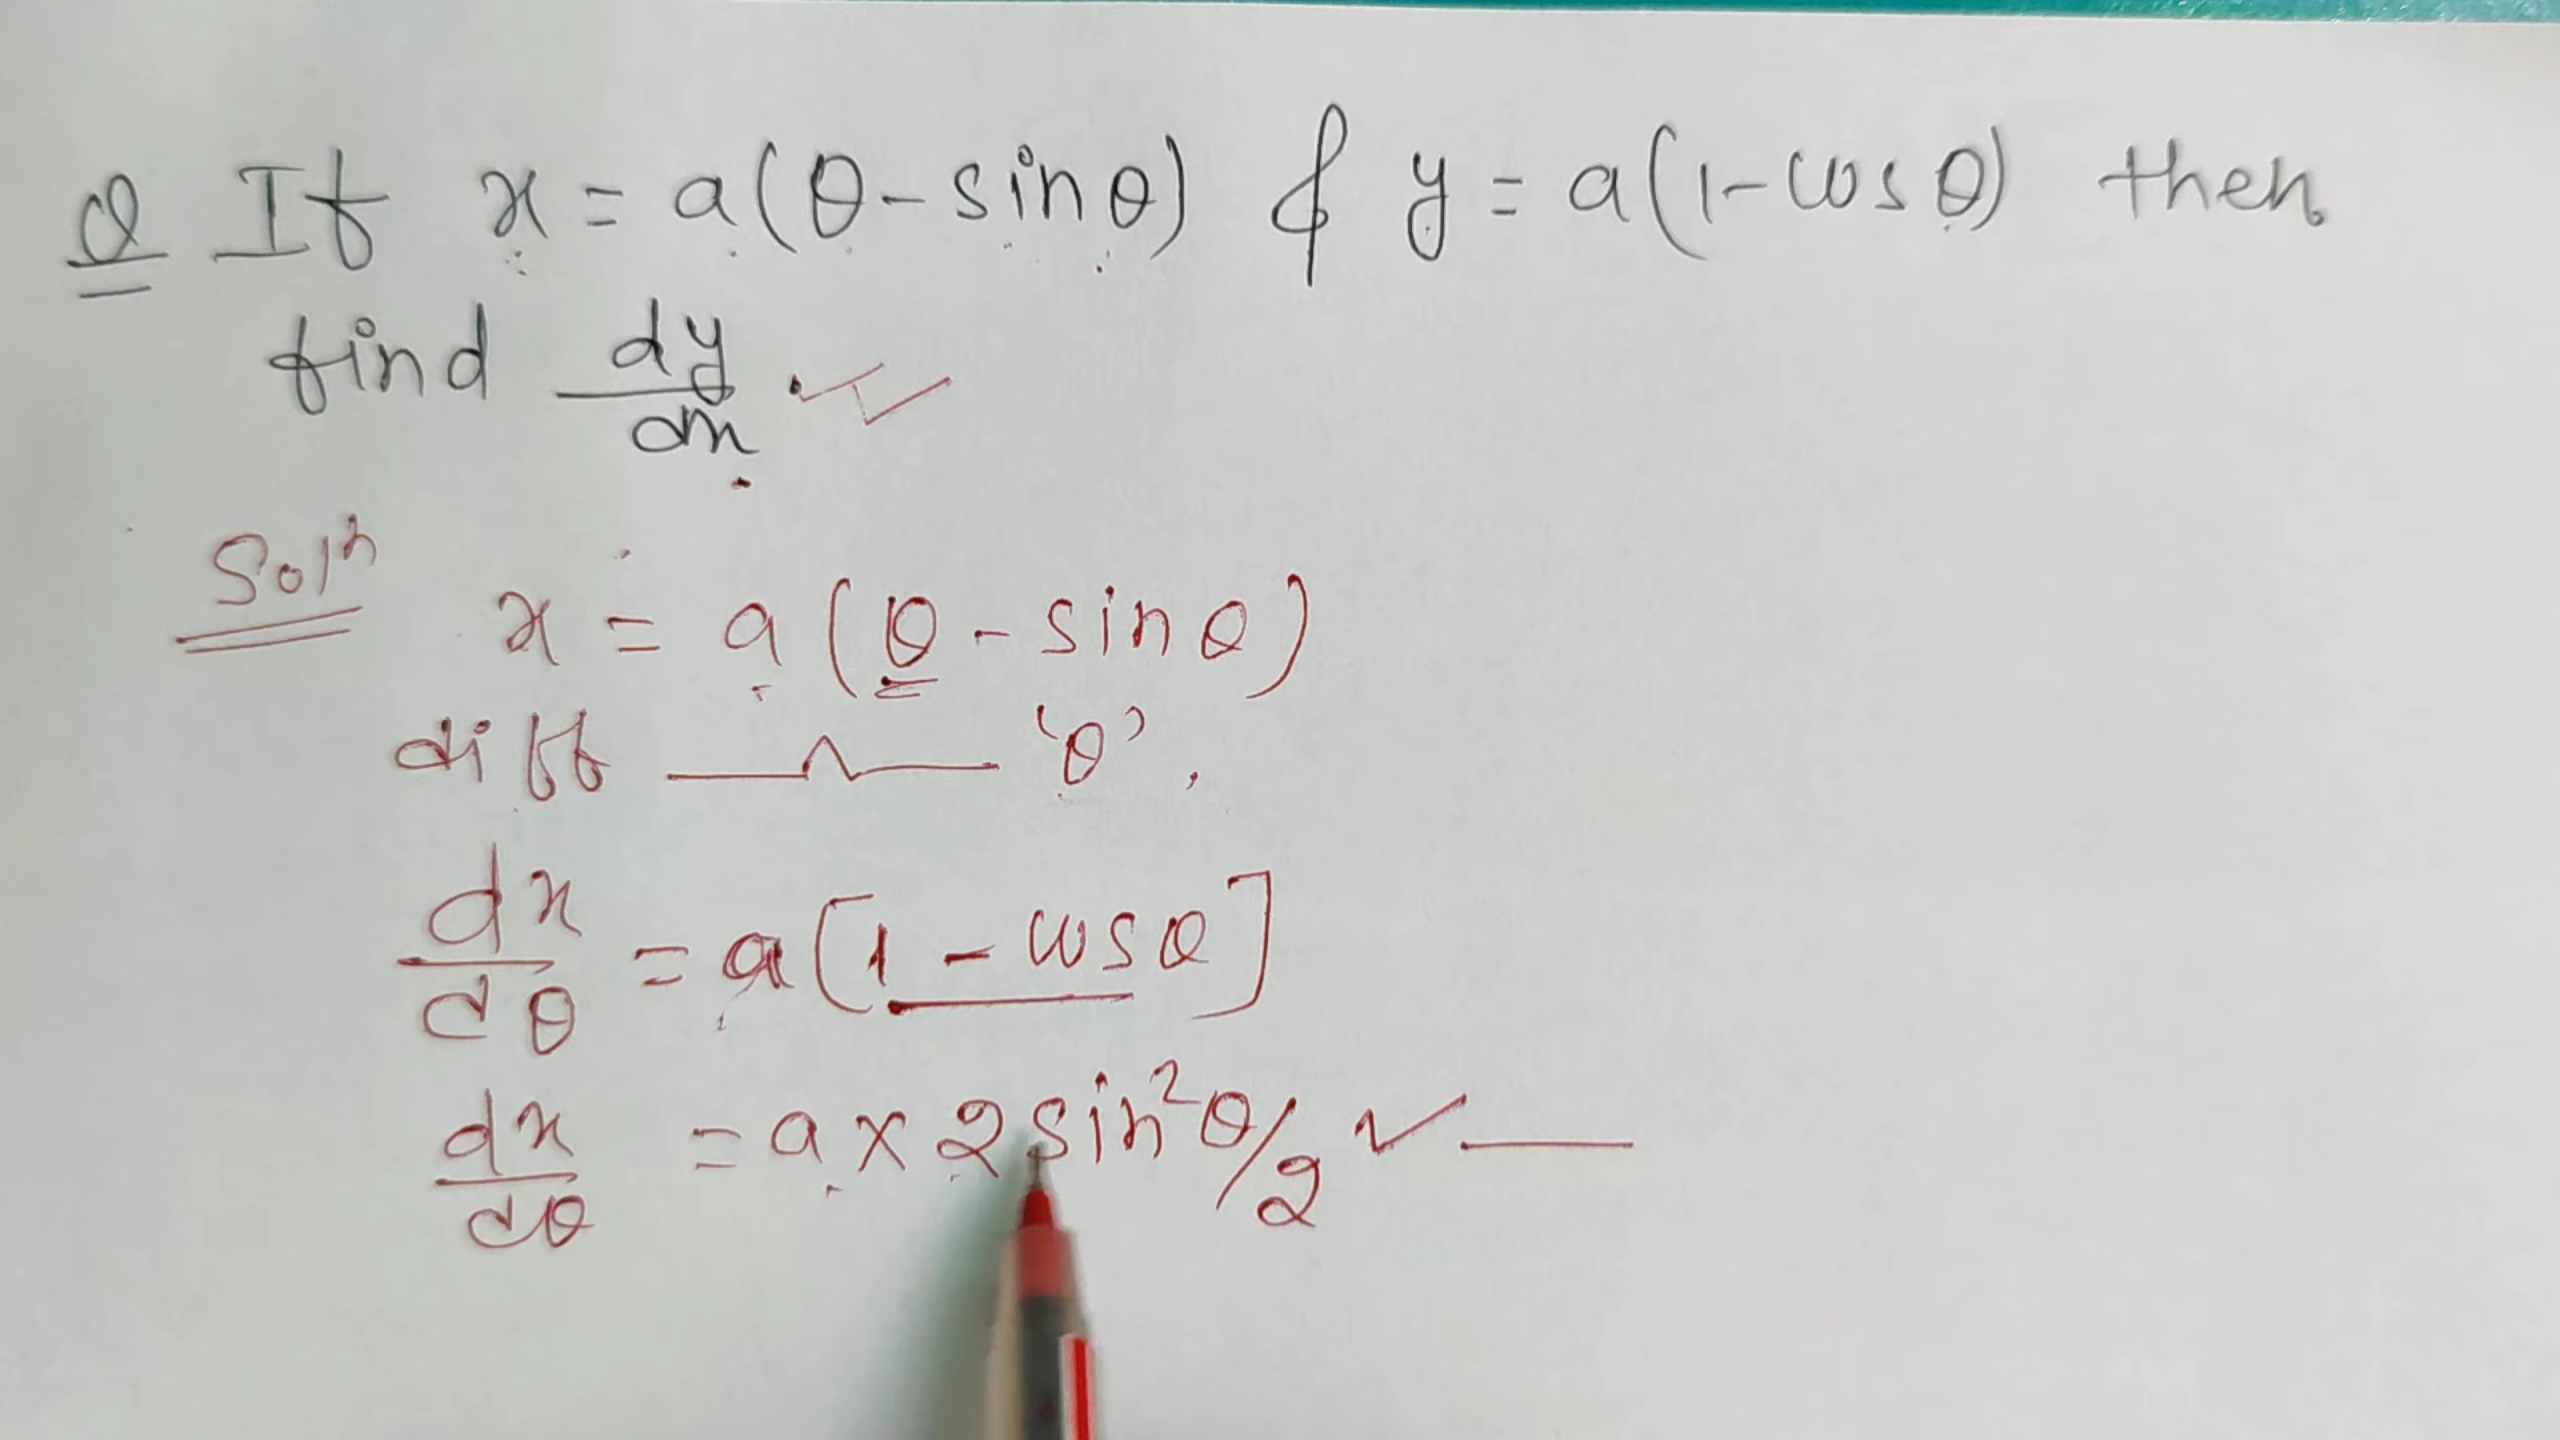 Q If x = a(θ-sinθ) & y = a(1-cosθ) then
find dy/dx.
Solⁿ x = a(θ-sinθ)
diff ——— 'θ',
dx/dθ = a[1-cosθ]
dx/dθ = a × 2sin²θ/2 ✓—